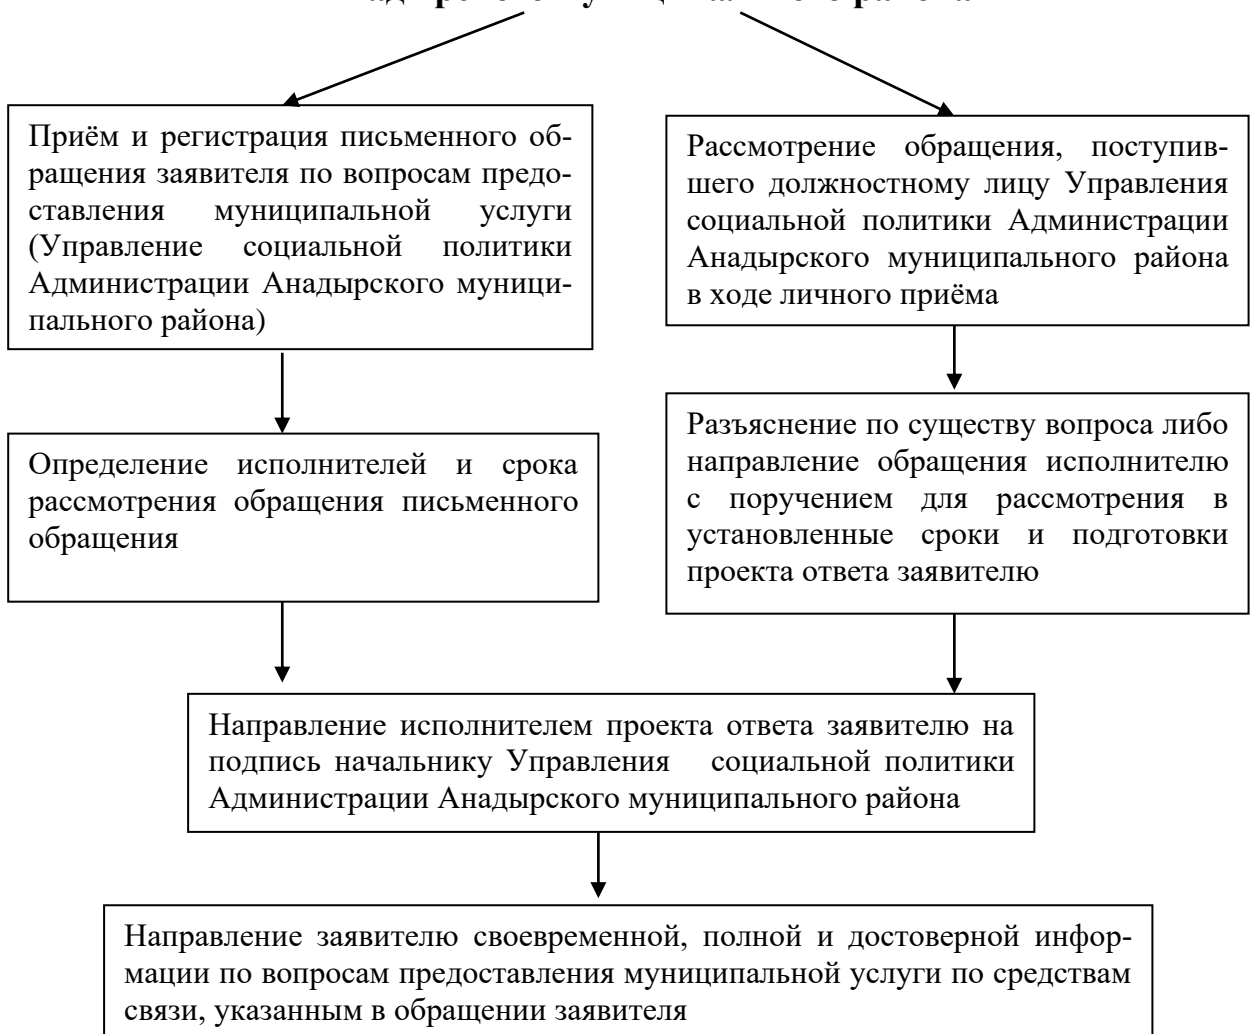 Приём и регистрация письменного об-
ращения заявителя по вопросам предо-
ставления муниципальной услуги
(Управление социальной политики
Администрации Анадырского муници-
пального района)
Рассмотрение обращения, поступив-
шего должностному лицу Управления
социальной политики Администрации
Анадырского муниципального района
в ходе личного приёма
Определение исполнителей и срока
рассмотрения обращения письменного
обращения
Разъяснение по существу вопроса либо
направление обращения исполнителю
с поручением для рассмотрения в
установленные сроки и подготовки
проекта ответа заявителю
Направление исполнителем проекта ответа заявителю на
подпись начальнику Управления социальной политики
Администрации Анадырского муниципального района
Направление заявителю своевременной, полной и достоверной инфор-
мации по вопросам предоставления муниципальной услуги по средствам
связи, указанным в обращении заявителя